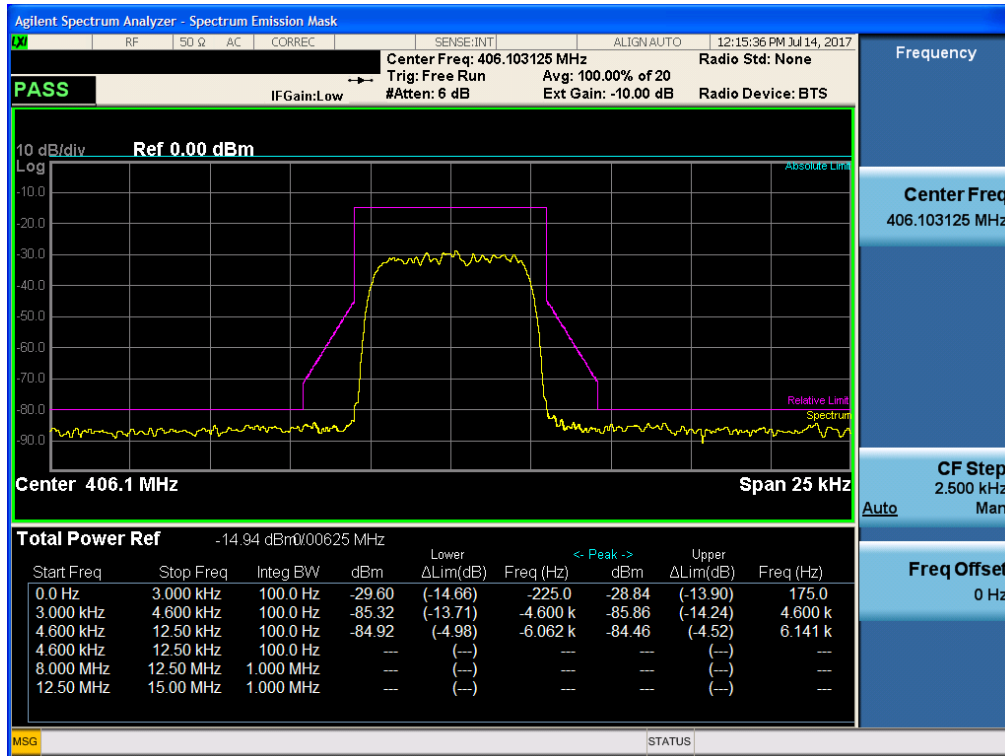 Agilent Spectrum Analyzer - Spectrum Emission Mask
LXI RF 50 Ω AC CORREC SENSE:INT ALIGN AUTO 12:15:36 PM Jul 14, 2017
Center Freq: 406.103125 MHz Radio Std: None
Trig: Free Run Avg: 100.00% of 20
PASS IFGain:Low #Atten: 6 dB Ext Gain: -10.00 dB Radio Device: BTS
10 dB/div Ref 0.00 dBm
Log
Absolute Limit
-10.0
-20.0
-30.0
-40.0
-50.0
-60.0
-70.0
Relative Limit
-80.0
Spectrum
-90.0
Center 406.1 MHz Span 25 kHz
Total Power Ref -14.94 dBm/0.00625 MHz
Lower <- Peak -> Upper
Start Freq Stop Freq Integ BW dBm ΔLim(dB) Freq (Hz) dBm ΔLim(dB) Freq (Hz)
0.0 Hz 3.000 kHz 100.0 Hz -29.60 (-14.66) -225.0 -28.84 (-13.90) 175.0
3.000 kHz 4.600 kHz 100.0 Hz -85.32 (-13.71) -4.600 k -85.86 (-14.24) 4.600 k
4.600 kHz 12.50 kHz 100.0 Hz -84.92 (-4.98) -6.062 k -84.46 (-4.52) 6.141 k
4.600 kHz 12.50 kHz 100.0 Hz --- (---) --- --- (---) ---
8.000 MHz 12.50 MHz 1.000 MHz --- (---) --- --- (---) ---
12.50 MHz 15.00 MHz 1.000 MHz --- (---) --- --- (---) ---
MSG STATUS
Frequency
Center Freq
406.103125 MHz
CF Step
2.500 kHz
Auto Man
Freq Offset
0 Hz